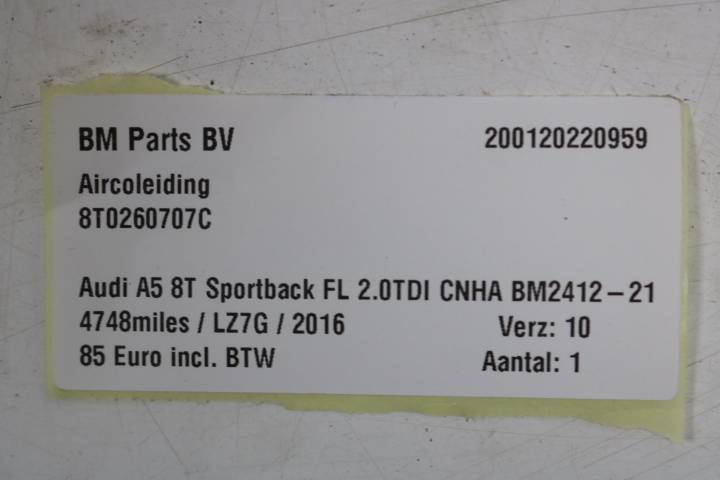 BM Parts BV 200120220959
Aircoleiding
8T0260707C
Audi A5 8T Sportback FL 2.0TDI CNHA BM2412-21
4748miles / LZ7G / 2016 Verz: 10
85 Euro incl. BTW Aantal: 1